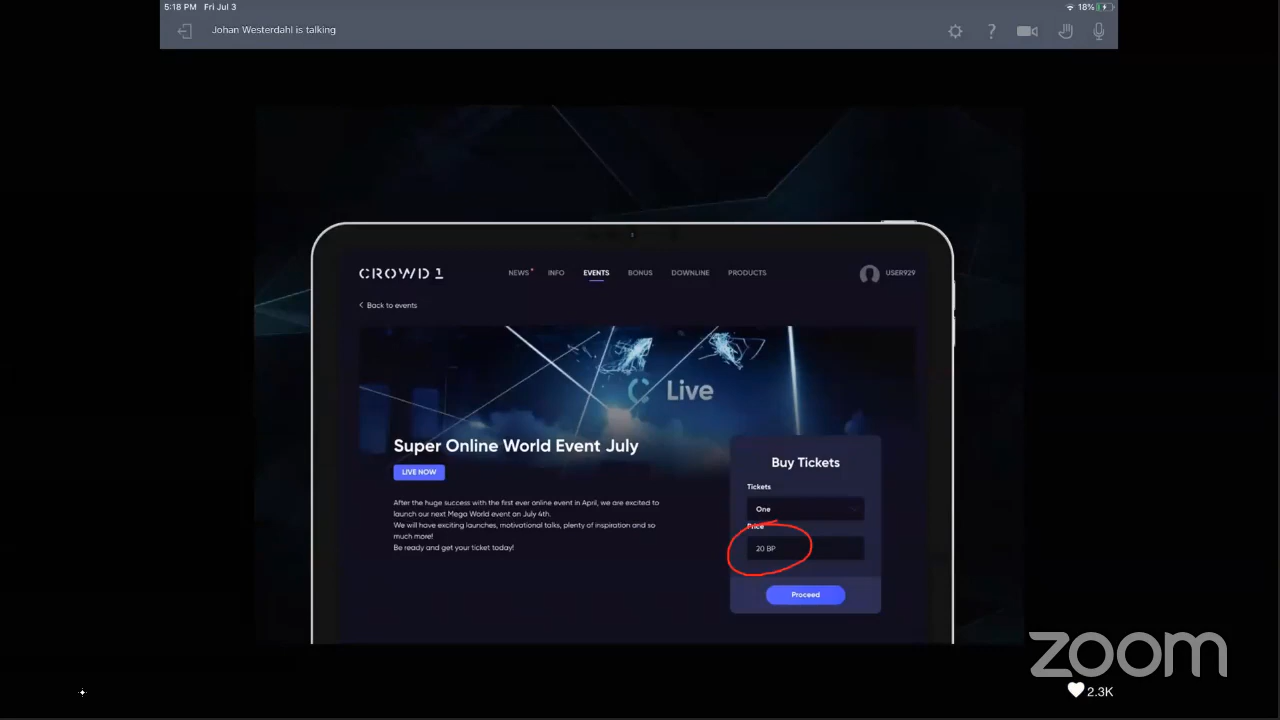 5:18 PM Fri Jul 3
18%
Johan Westerdahl is talking
CROWD 1
NEWS INFO EVENTS BONUS DOWNLINE PRODUCTS
USER929
Back to events
Live
Super Online World Event July
LIVE NOW
After the huge success with the first ever online event in April, we are excited to
launch our next Mega World event on July 4th.
We will have exciting launches, motivational talks, plenty of inspiration and so
much more!
Be ready and get your ticket today!
Buy Tickets
Tickets
One
Price
20 BP
Proceed
zoom
2.3K